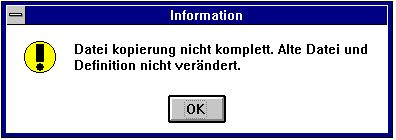 Information
Datei kopierung nicht komplett. Alte Datei und
Definition nicht verändert.
OK